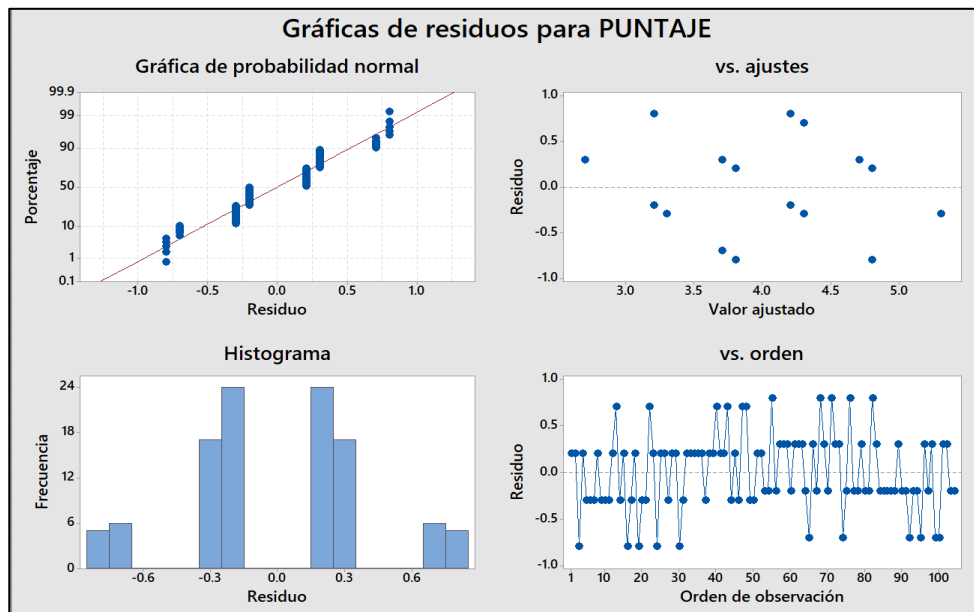 Gráficas de residuos para PUNTAJE
Gráfica de probabilidad normal
99.9
99
90
50
10
1
0.1
Porcentaje
-1.0 -0.5 0.0 0.5 1.0
Residuo
vs. ajustes
1.0
0.5
0.0
-0.5
-1.0
Residuo
3.0 3.5 4.0 4.5 5.0
Valor ajustado
Histograma
24
18
12
6
0
Frecuencia
-0.6 -0.3 0.0 0.3 0.6
Residuo
vs. orden
1.0
0.5
0.0
-0.5
-1.0
Residuo
1 10 20 30 40 50 60 70 80 90 100
Orden de observación